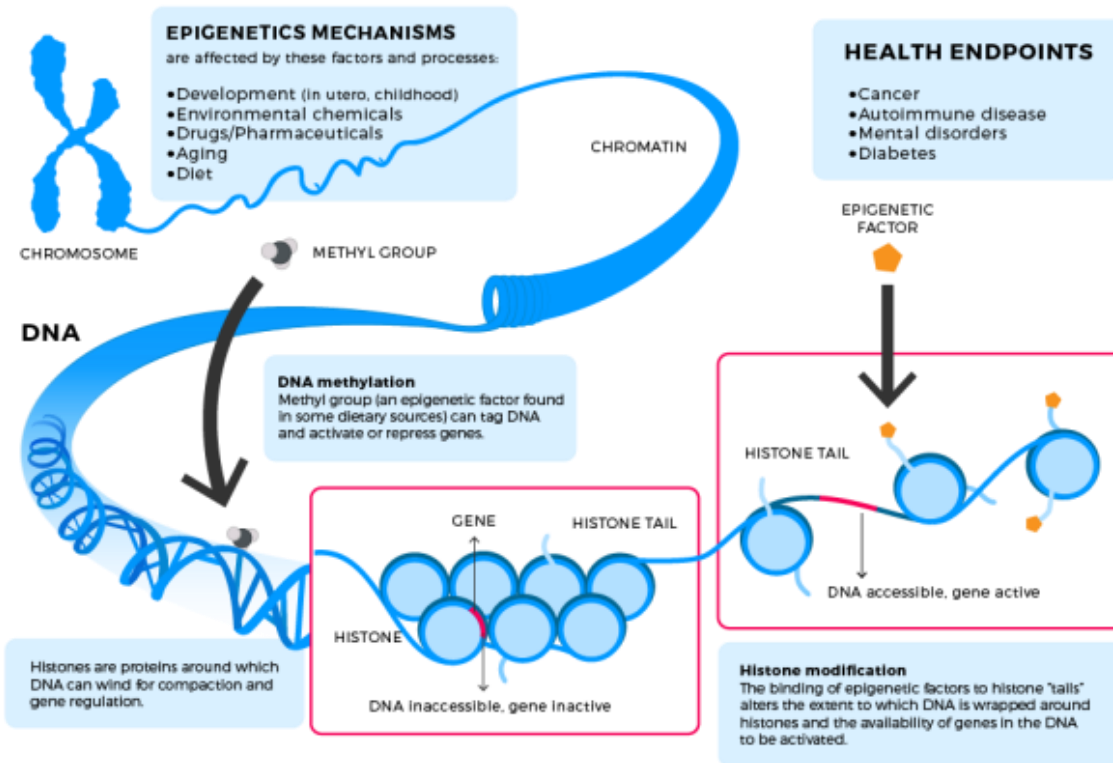 EPIGENETICS MECHANISMS
are affected by these factors and processes:
•Development (in utero, childhood)
•Environmental chemicals
•Drugs/Pharmaceuticals
•Aging
•Diet
HEALTH ENDPOINTS
•Cancer
•Autoimmune disease
•Mental disorders
•Diabetes
CHROMATIN
CHROMOSOME
METHYL GROUP
EPIGENETIC
FACTOR
DNA
DNA methylation
Methyl group (an epigenetic factor found
in some dietary sources) can tag DNA
and activate or repress genes.
HISTONE TAIL
GENE
HISTONE TAIL
DNA accessible, gene active
HISTONE
DNA inaccessible, gene inactive
Histones are proteins around which
DNA can wind for compaction and
gene regulation.
Histone modification
The binding of epigenetic factors to histone "tails"
alters the extent to which DNA is wrapped around
histones and the availability of genes in the DNA
to be activated.